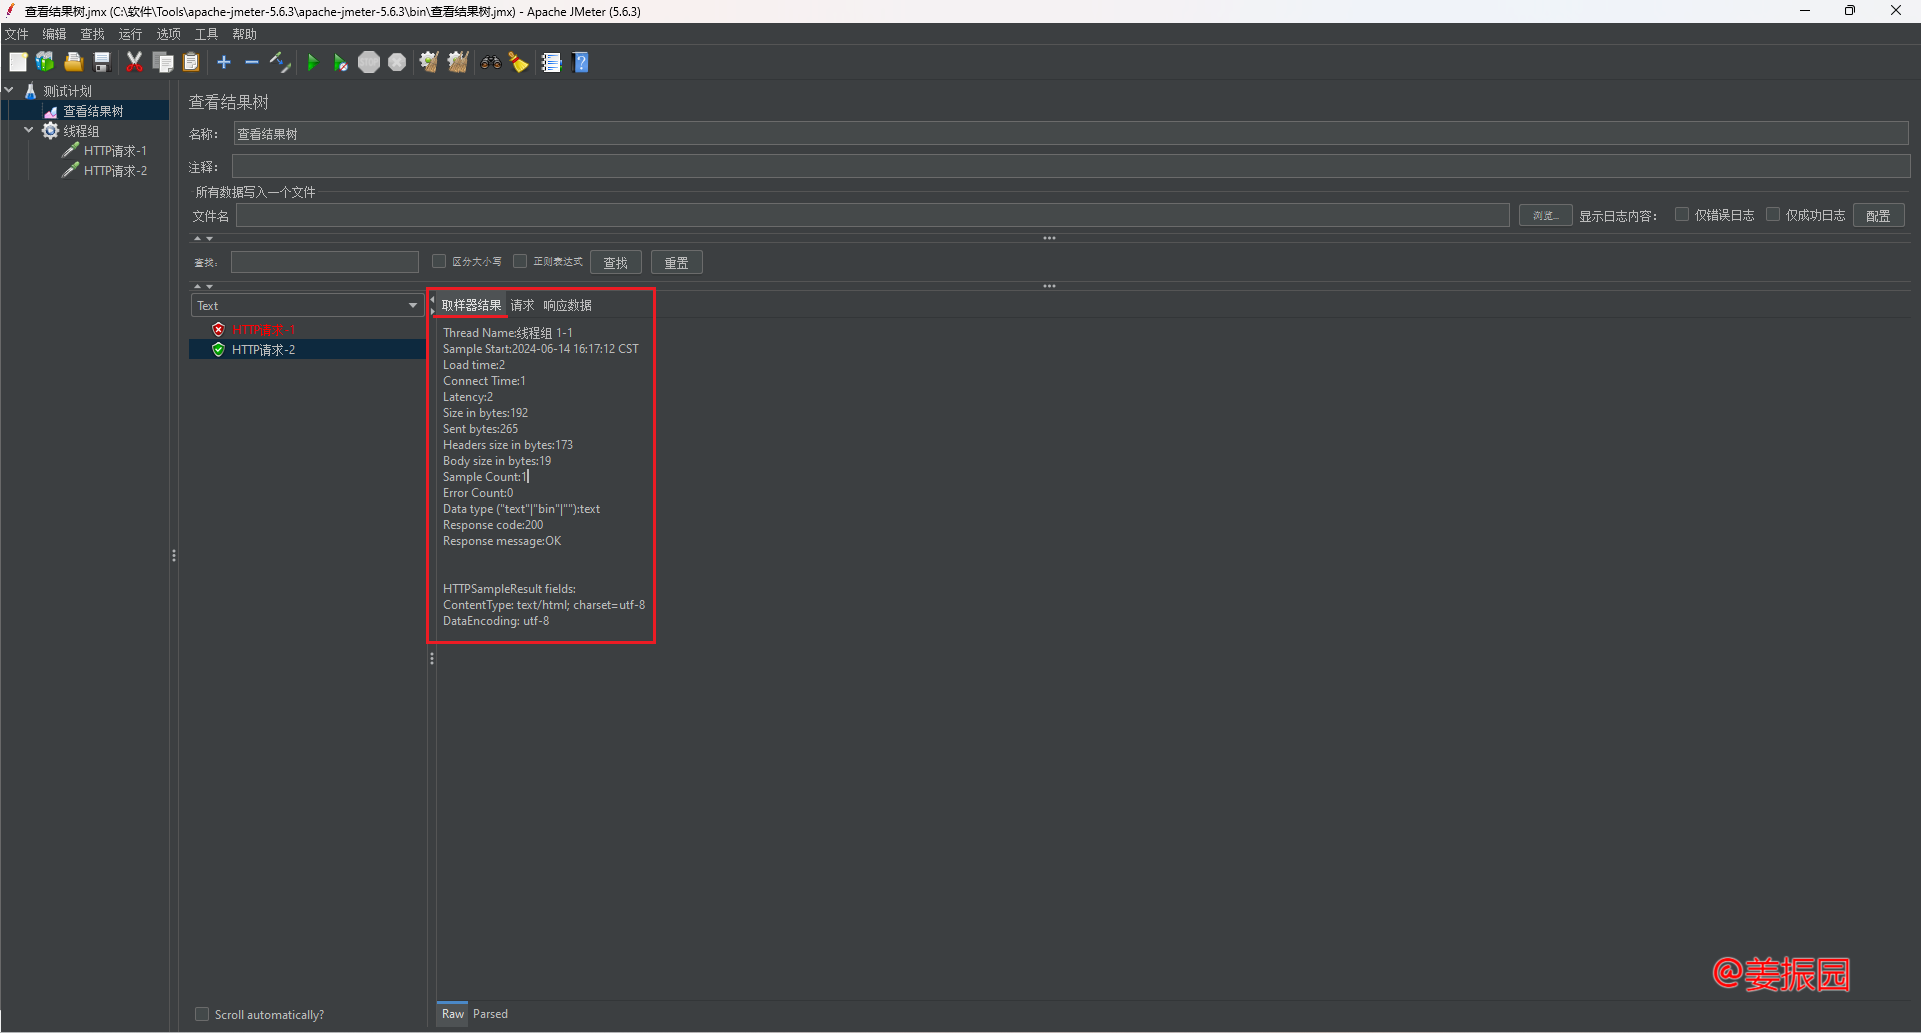 查看结果树.jmx (C:\软件\Tools\apache-jmeter-5.6.3\apache-jmeter-5.6.3\bin\查看结果树.jmx) - Apache JMeter (5.6.3)
文件 编辑 查找 运行 选项 工具 帮助
测试计划
查看结果树
线程组
HTTP请求-1
HTTP请求-2
查看结果树
名称： 查看结果树
注释：
所有数据写入一个文件
文件名 浏览... 显示日志内容： 仅错误日志 仅成功日志 配置
查找: 区分大小写 正则表达式 查找 重置
Text
HTTP请求-1
HTTP请求-2
取样器结果 请求 响应数据
Thread Name:线程组 1-1
Sample Start:2024-06-14 16:17:12 CST
Load time:2
Connect Time:1
Latency:2
Size in bytes:192
Sent bytes:265
Headers size in bytes:173
Body size in bytes:19
Sample Count:1
Error Count:0
Data type ("text"|"bin"|""):text
Response code:200
Response message:OK
HTTPSampleResult fields:
ContentType: text/html; charset=utf-8
DataEncoding: utf-8
Scroll automatically?
Raw Parsed
@姜振园